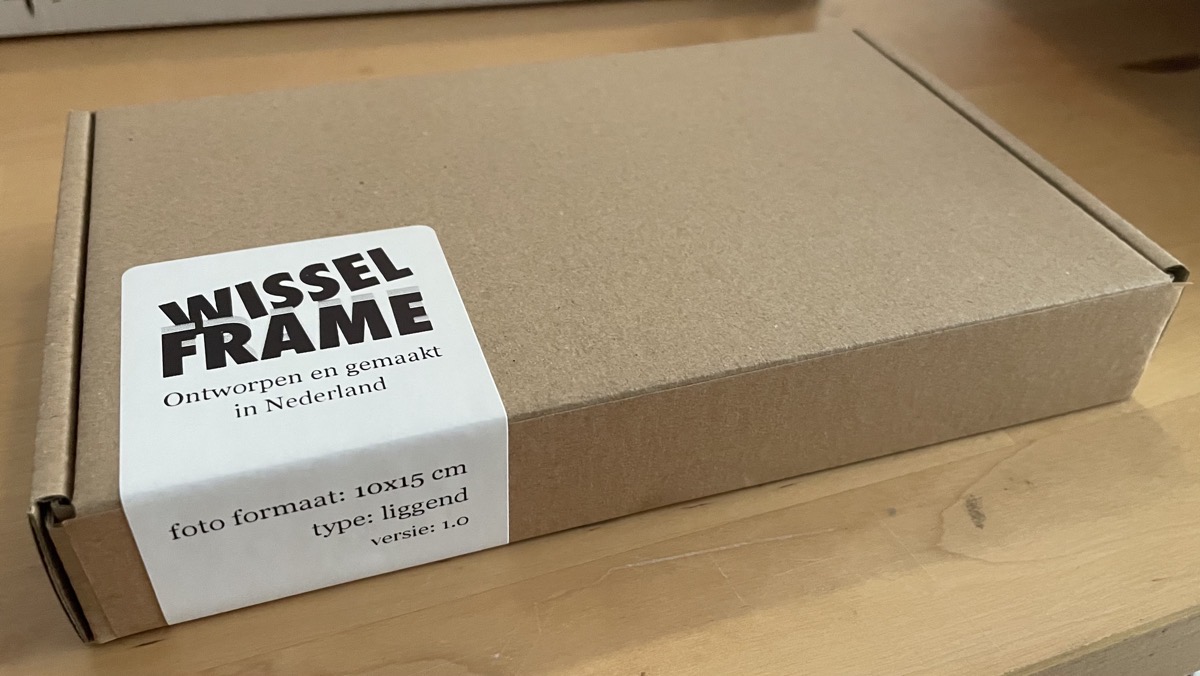 WISSEL
FRAME
Ontworpen en gemaakt
in Nederland
foto formaat: 10x15 cm
type: liggend
versie: 1.0